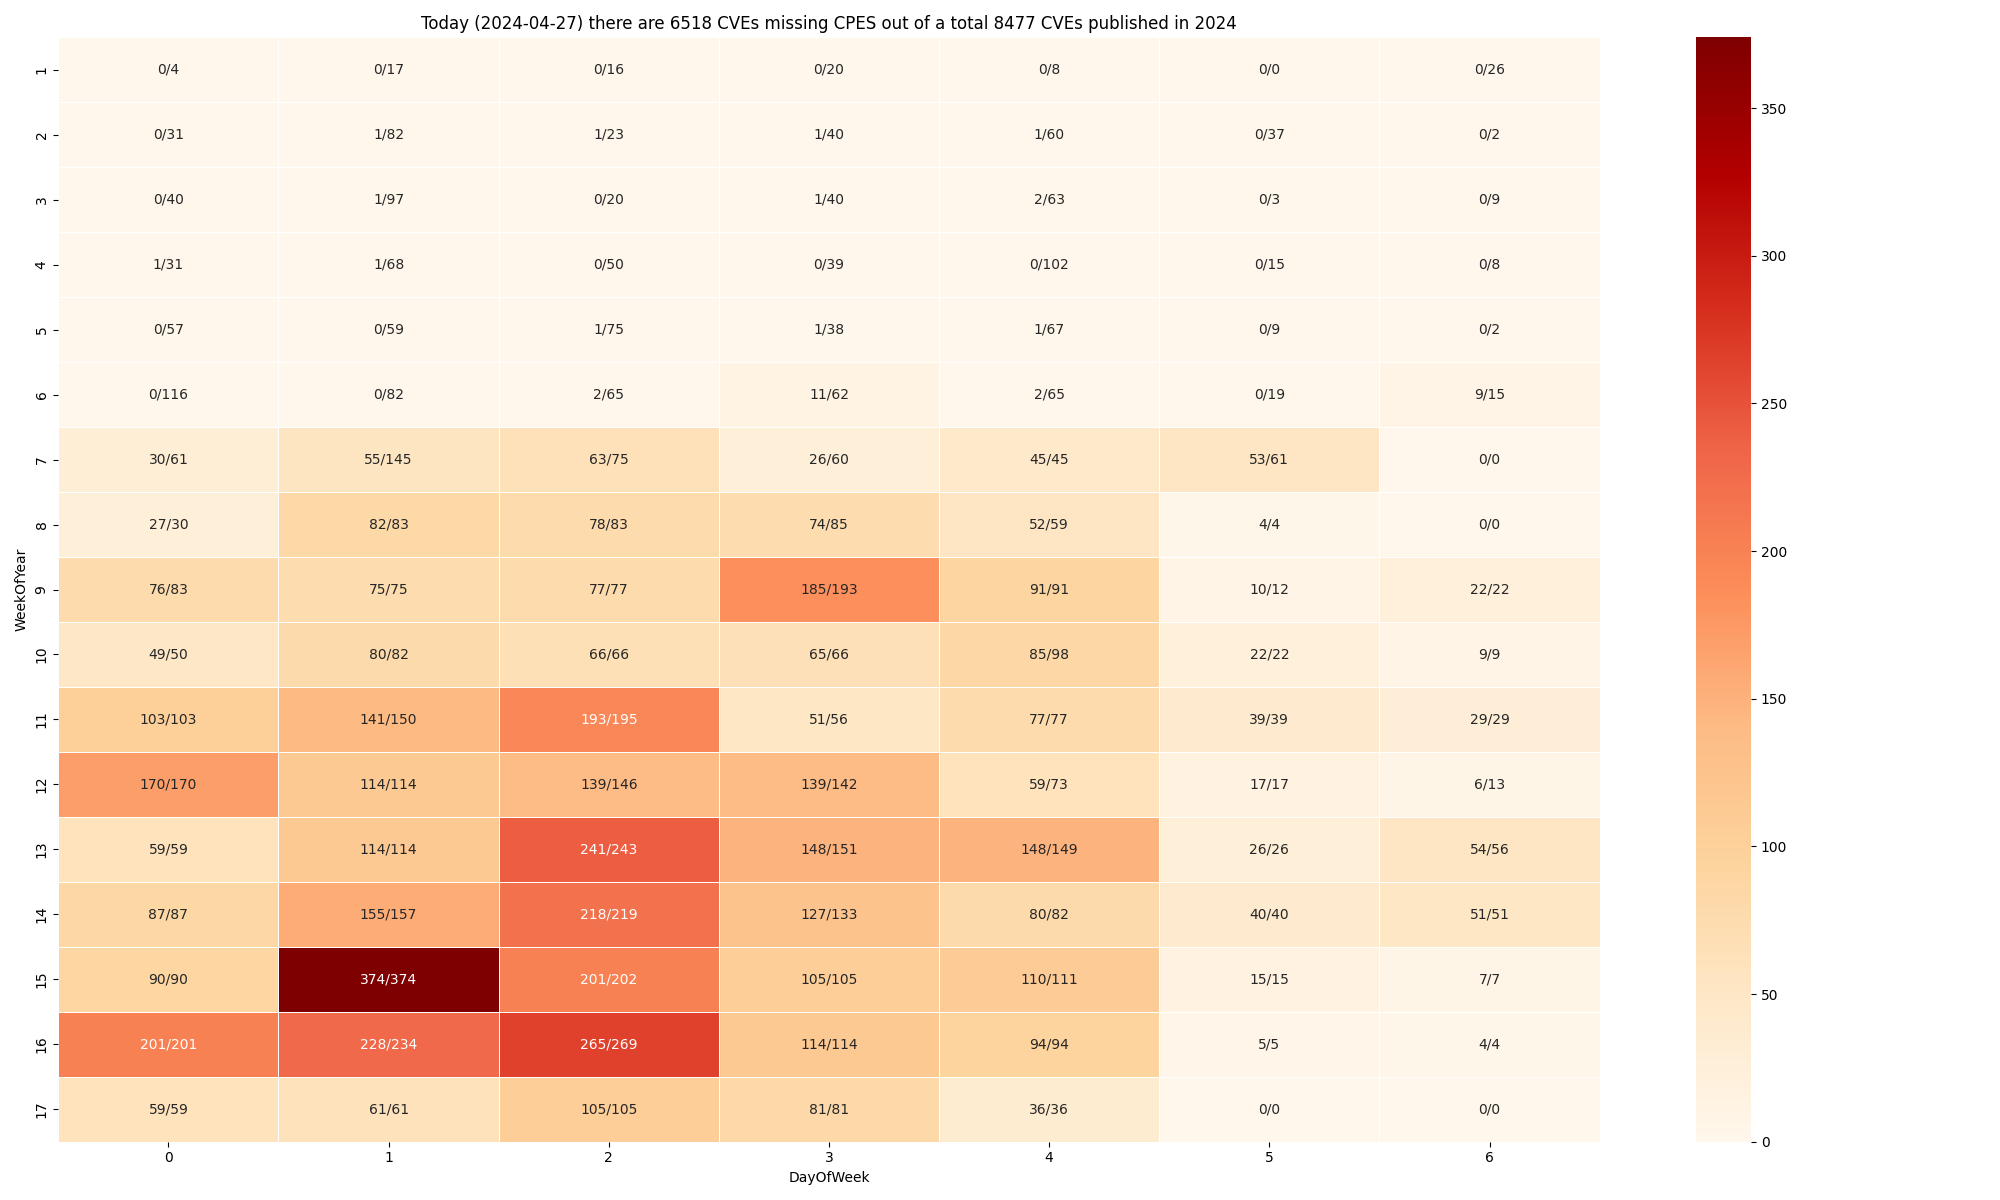 Today (2024-04-27) there are 6518 CVEs missing CPES out of a total 8477 CVEs published in 2024
WeekOfYear
1 0/4 0/17 0/16 0/20 0/8 0/0 0/26
2 0/31 1/82 1/23 1/40 1/60 0/37 0/2
3 0/40 1/97 0/20 1/40 2/63 0/3 0/9
4 1/31 1/68 0/50 0/39 0/102 0/15 0/8
5 0/57 0/59 1/75 1/38 1/67 0/9 0/2
6 0/116 0/82 2/65 11/62 2/65 0/19 9/15
7 30/61 55/145 63/75 26/60 45/45 53/61 0/0
8 27/30 82/83 78/83 74/85 52/59 4/4 0/0
9 76/83 75/75 77/77 185/193 91/91 10/12 22/22
10 49/50 80/82 66/66 65/66 85/98 22/22 9/9
11 103/103 141/150 193/195 51/56 77/77 39/39 29/29
12 170/170 114/114 139/146 139/142 59/73 17/17 6/13
13 59/59 114/114 241/243 148/151 148/149 26/26 54/56
14 87/87 155/157 218/219 127/133 80/82 40/40 51/51
15 90/90 374/374 201/202 105/105 110/111 15/15 7/7
16 201/201 228/234 265/269 114/114 94/94 5/5 4/4
17 59/59 61/61 105/105 81/81 36/36 0/0 0/0
0 1 2 3 4 5 6
DayOfWeek
350
300
250
200
150
100
50
0